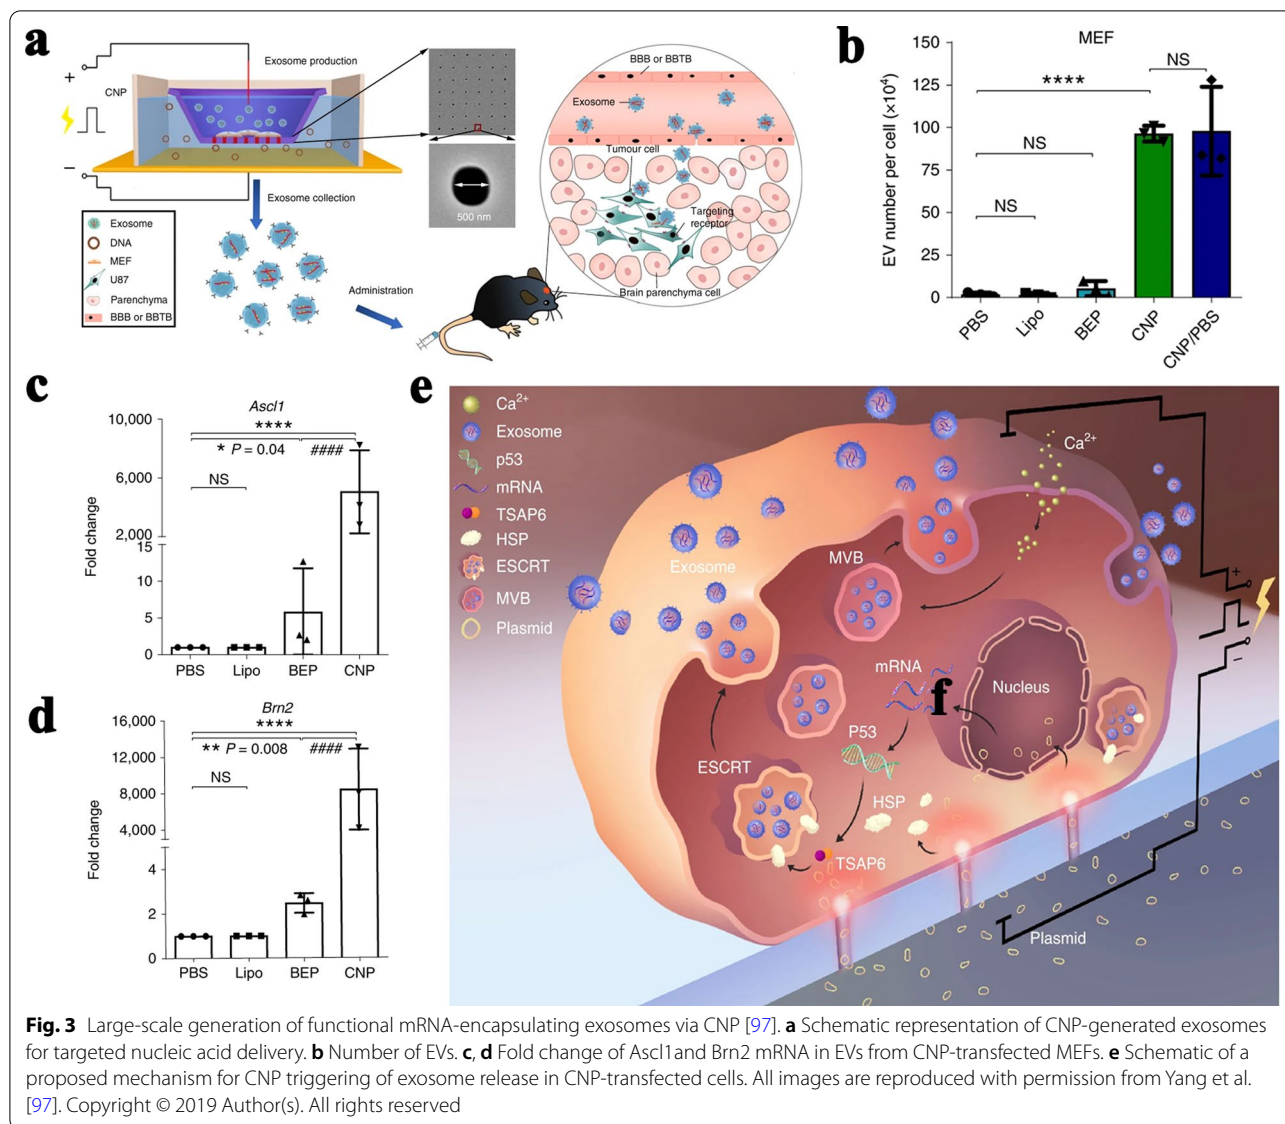 a
Exosome production
CNP
+
−
Exosome collection
Exosome
DNA
MEF
U87
Parenchyma
BBB or BBTB
500 nm
Administration
BBB or BBTB
Exosome
Tumour cell
Targeting
receptor
Brain parenchyma cell
b
MEF
EV number per cell (×10⁴)
150
125
100
75
50
25
0
NS
****
NS
NS
PBS
Lipo
BEP
CNP
CNP/PBS
c
Ascl1
Fold change
10,000
6,000
2,000
15
10
5
0
****
* P = 0.04
####
NS
PBS Lipo BEP CNP
d
Brn2
Fold change
16,000
12,000
8,000
4,000
4
2
0
****
** P = 0.008
####
NS
PBS Lipo BEP CNP
e
Ca²⁺
Exosome
p53
mRNA
TSAP6
HSP
ESCRT
MVB
Plasmid
Ca²⁺
+
−
Exosome
MVB
mRNA
f
Nucleus
P53
ESCRT
HSP
TSAP6
Plasmid
Fig. 3 Large-scale generation of functional mRNA-encapsulating exosomes via CNP [97]. a Schematic representation of CNP-generated exosomes
for targeted nucleic acid delivery. b Number of EVs. c, d Fold change of Ascl1and Brn2 mRNA in EVs from CNP-transfected MEFs. e Schematic of a
proposed mechanism for CNP triggering of exosome release in CNP-transfected cells. All images are reproduced with permission from Yang et al.
[97]. Copyright © 2019 Author(s). All rights reserved